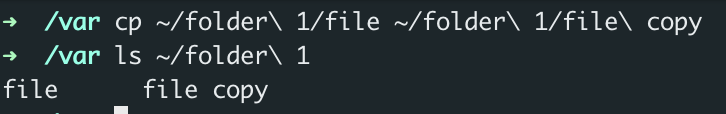 ➜  /var cp ~/folder\ 1/file ~/folder\ 1/file\ copy
➜  /var ls ~/folder\ 1
file      file copy